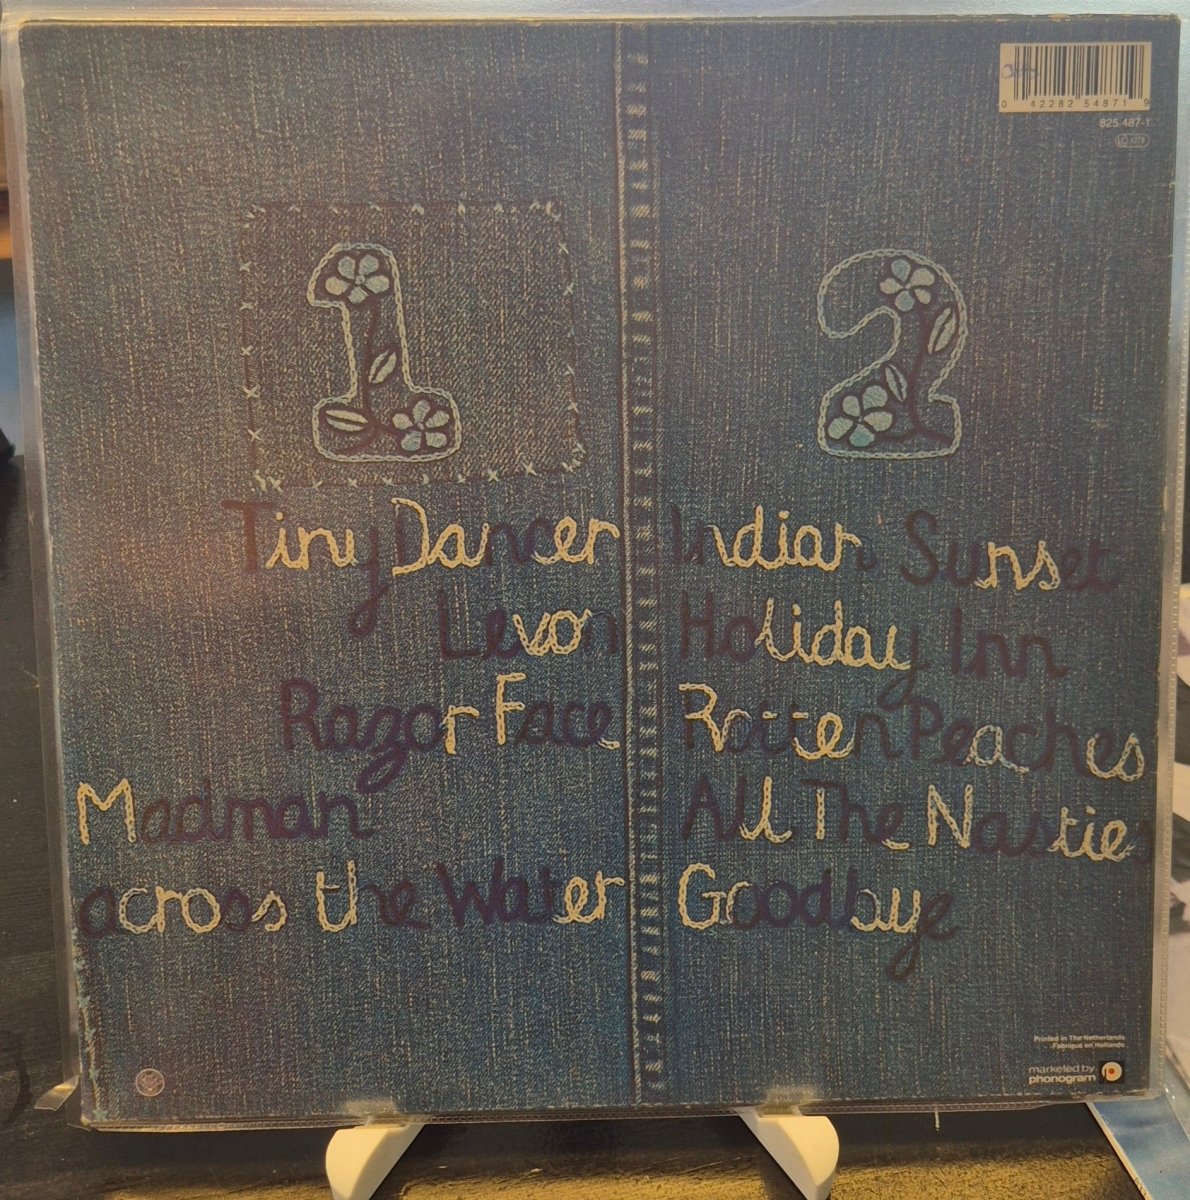 0 42282 54871 9
825 487-1
1
Tiny Dancer
Levon
Razor Face
Madman
across the Water
2
Indian Sunset
Holiday Inn
Rotten Peaches
All The Nasties
Goodbye
Printed in The Netherlands
Fabriqué en Hollande
marketed by
phonogram